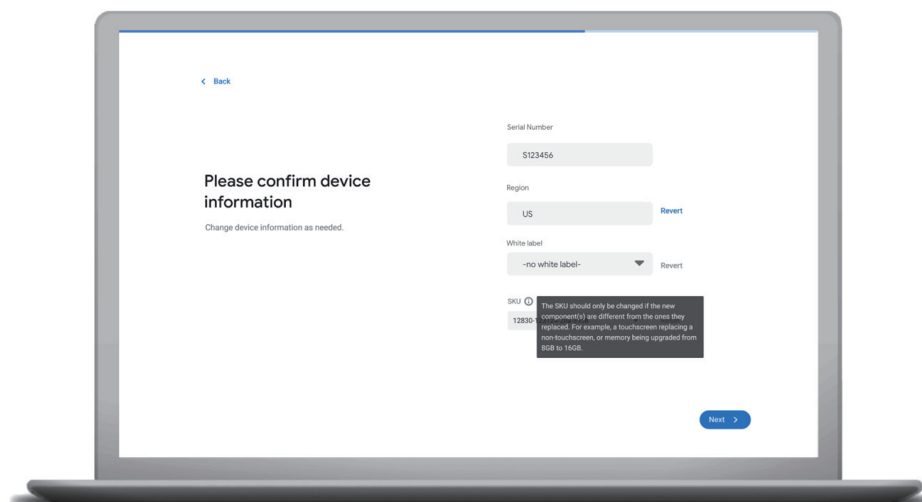 Back
Please confirm device
information
Change device information as needed.
Serial Number
S123456
Region
US
Revert
White label
-no white label-
Revert
SKU
12830-
The SKU should only be changed if the new
component(s) are different from the ones they
replaced. For example, a touchscreen replacing a
non-touchscreen, or memory being upgraded from
8GB to 16GB.
Next